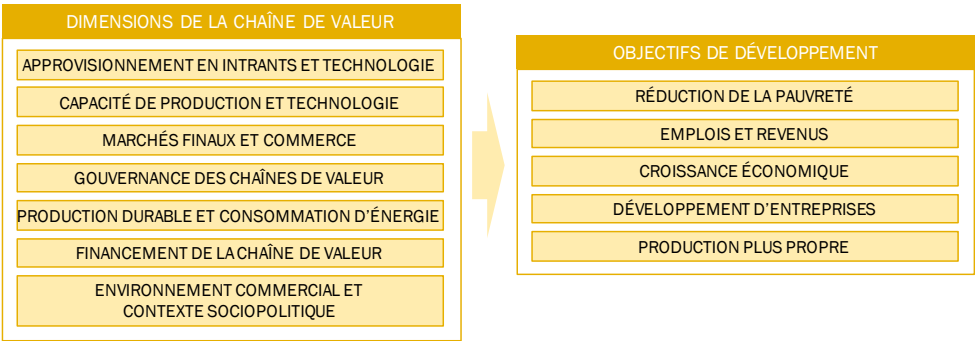 DIMENSIONS DE LA CHAÎNE DE VALEUR
APPROVISIONNEMENT EN INTRANTS ET TECHNOLOGIE
CAPACITÉ DE PRODUCTION ET TECHNOLOGIE
MARCHÉS FINAUX ET COMMERCE
GOUVERNANCE DES CHAÎNES DE VALEUR
PRODUCTION DURABLE ET CONSOMMATION D’ÉNERGIE
FINANCEMENT DE LA CHAÎNE DE VALEUR
ENVIRONNEMENT COMMERCIAL ET
CONTEXTE SOCIOPOLITIQUE
OBJECTIFS DE DÉVELOPPEMENT
RÉDUCTION DE LA PAUVRETÉ
EMPLOIS ET REVENUS
CROISSANCE ÉCONOMIQUE
DÉVELOPPEMENT D’ENTREPRISES
PRODUCTION PLUS PROPRE